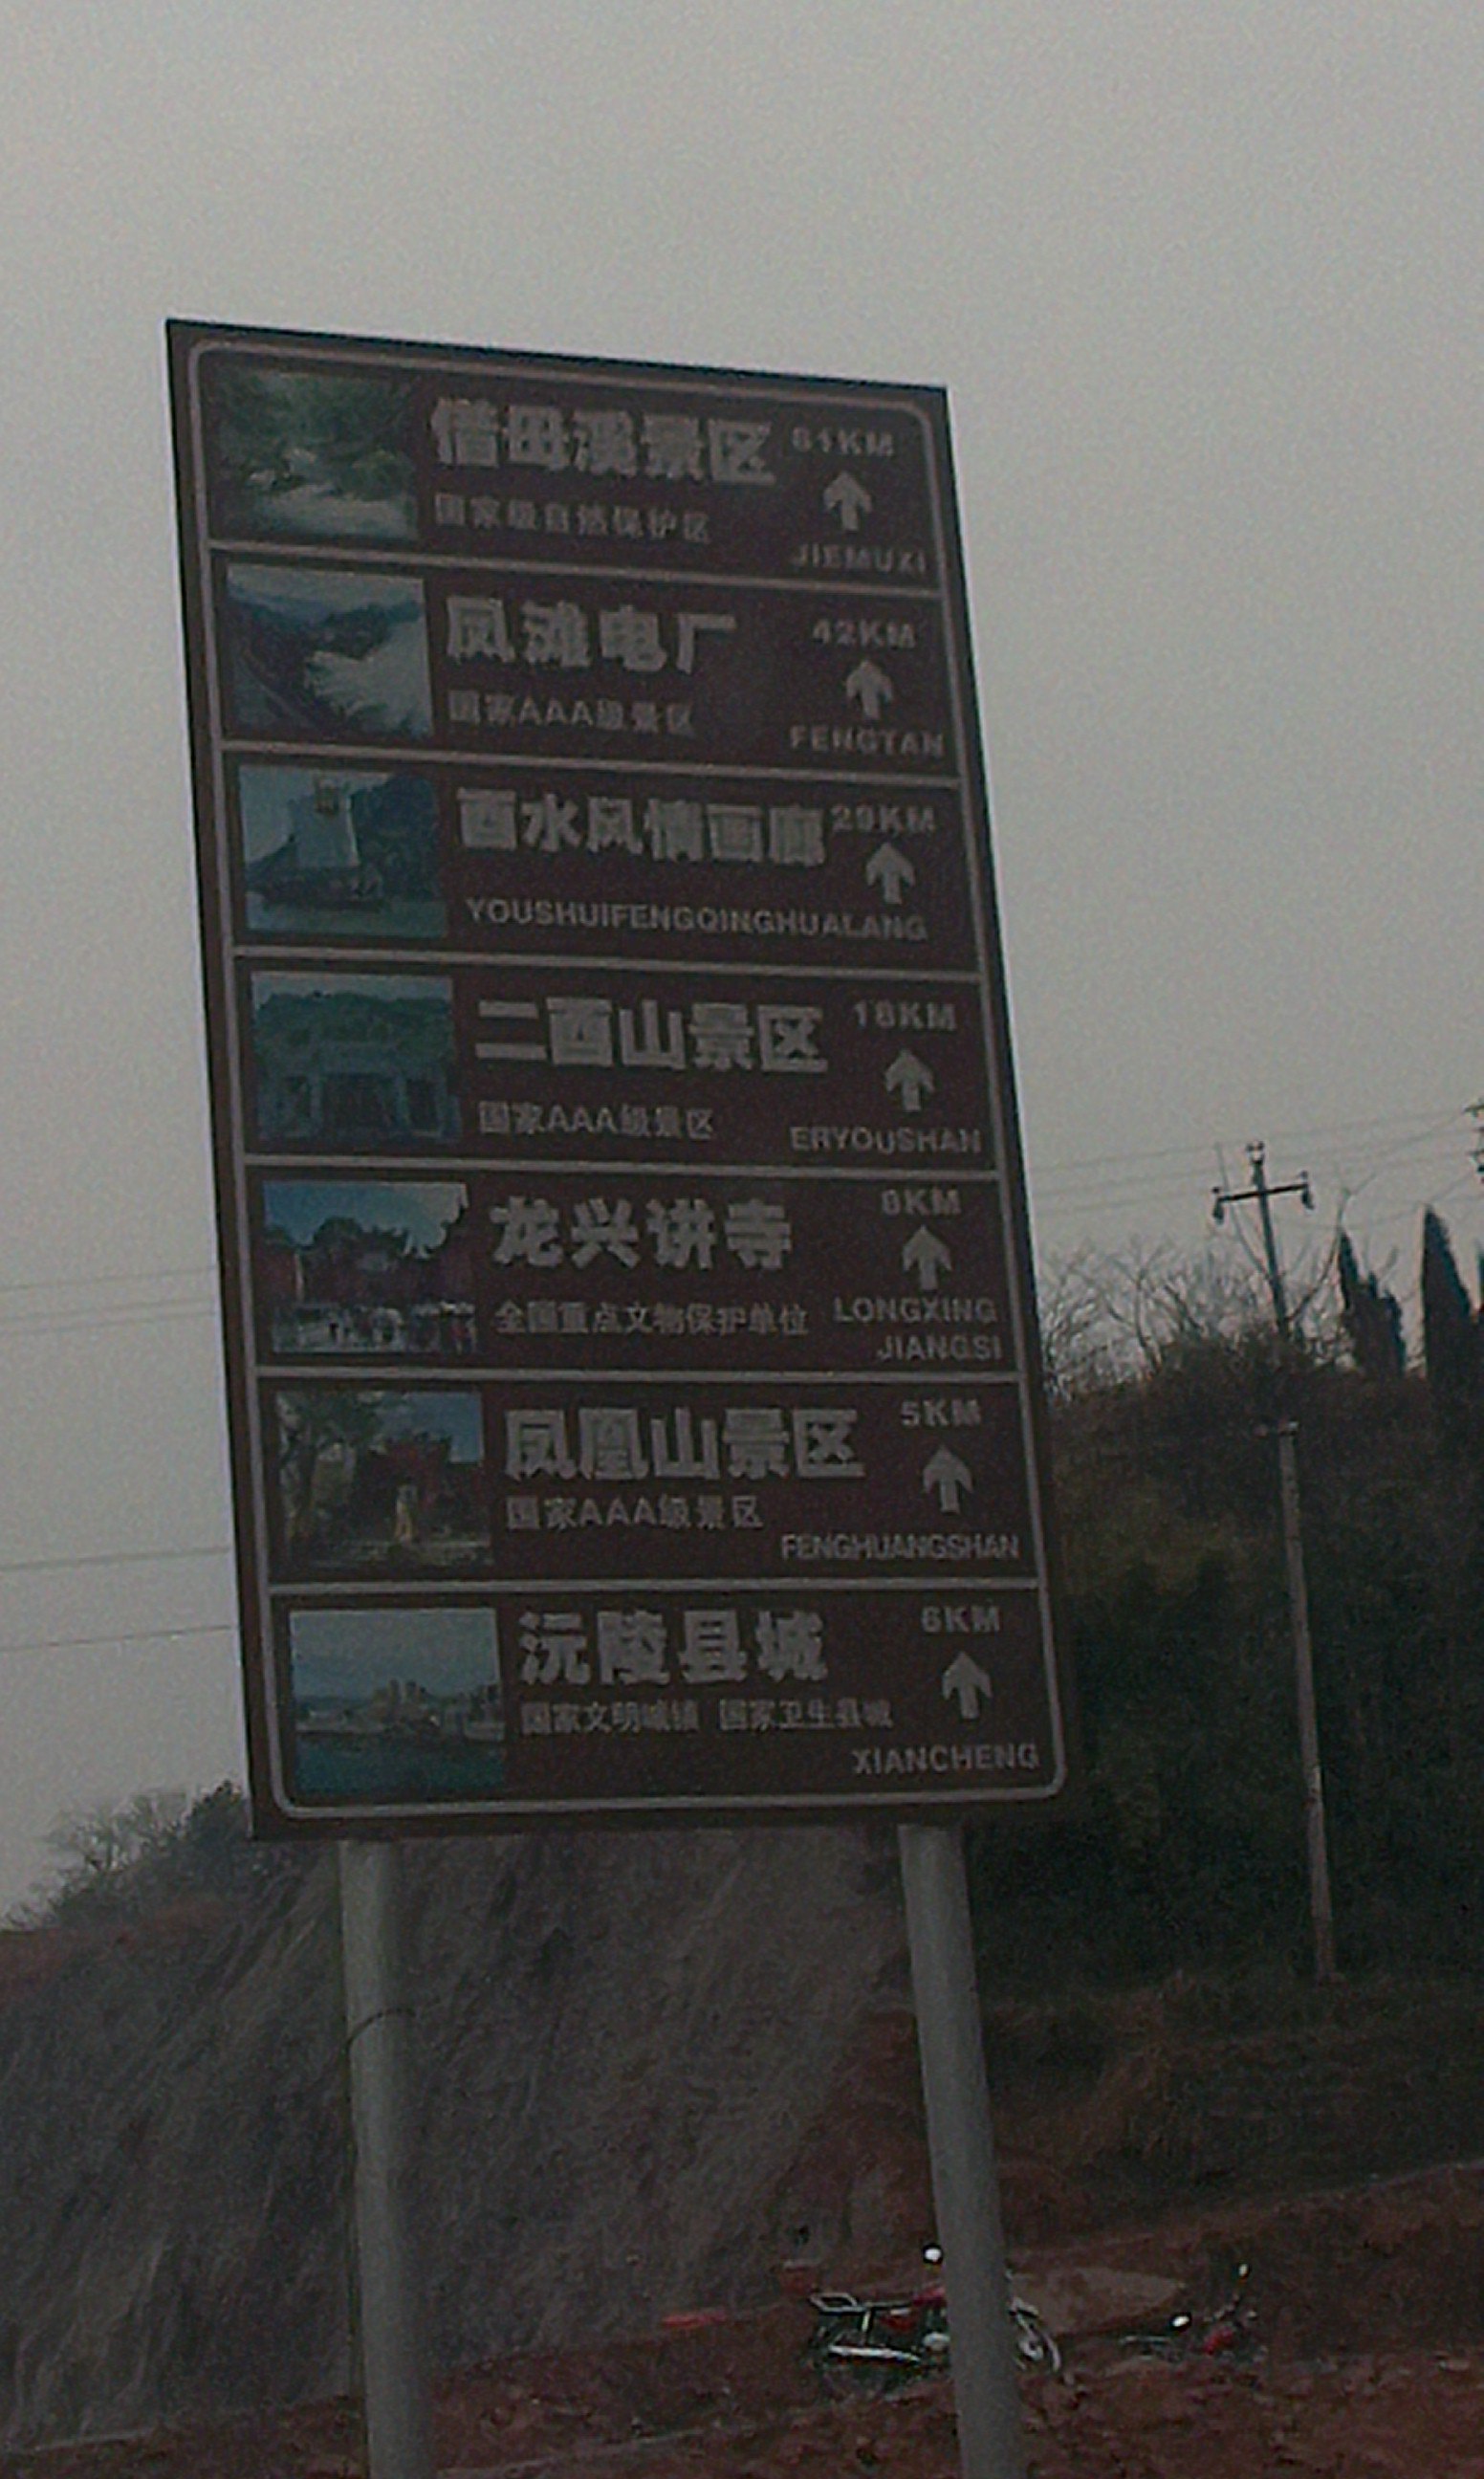 借母溪景区 81KM
国家级自然保护区
JIEMUXI
凤滩电厂 42KM
国家AAA级景区
FENGTAN
酉水风情画廊 29KM
YOUSHUIFENGQINGHUALANG
二酉山景区 18KM
国家AAA级景区
ERYOUSHAN
龙兴讲寺 8KM
全国重点文物保护单位
LONGXING
JIANGSI
凤凰山景区 5KM
国家AAA级景区
FENGHUANGSHAN
沅陵县城 6KM
国家文明城镇 国家卫生县城
XIANCHENG